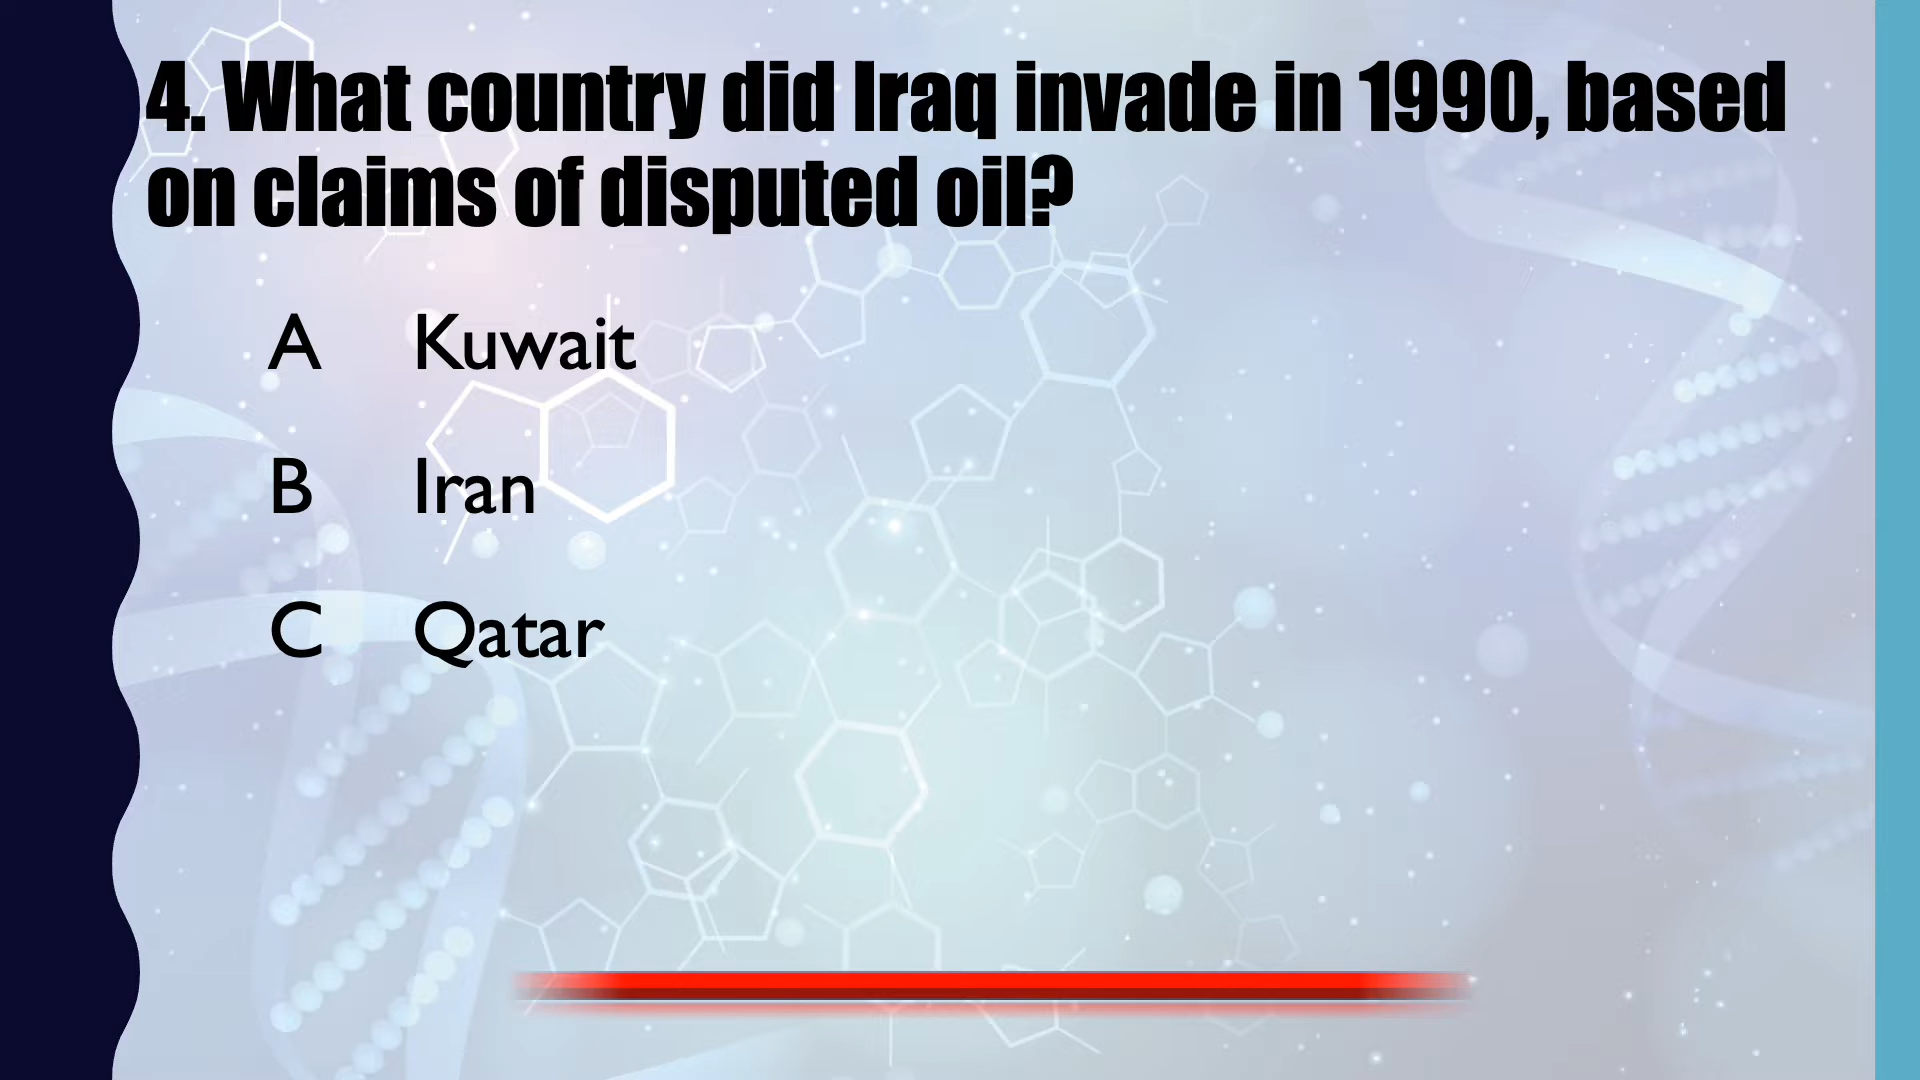 4. What country did Iraq invade in 1990, based
on claims of disputed oil?
A Kuwait
B Iran
C Qatar